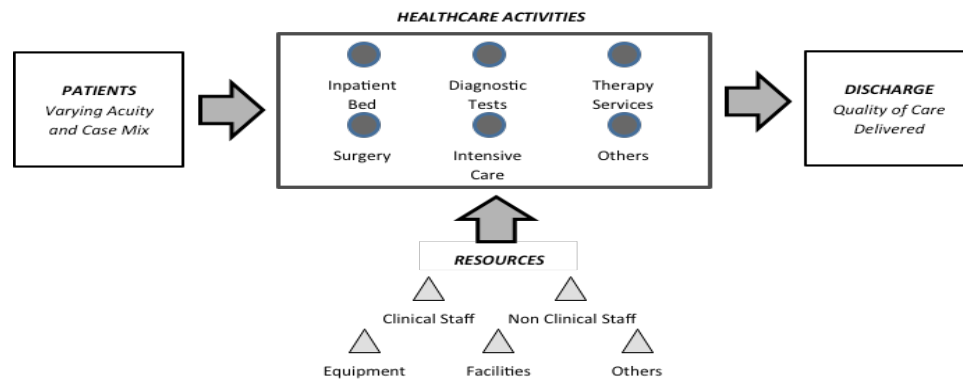 HEALTHCARE ACTIVITIES
PATIENTS
Varying Acuity
and Case Mix
Inpatient
Bed
Diagnostic
Tests
Therapy
Services
Surgery
Intensive
Care
Others
DISCHARGE
Quality of Care
Delivered
RESOURCES
Clinical Staff
Non Clinical Staff
Equipment
Facilities
Others